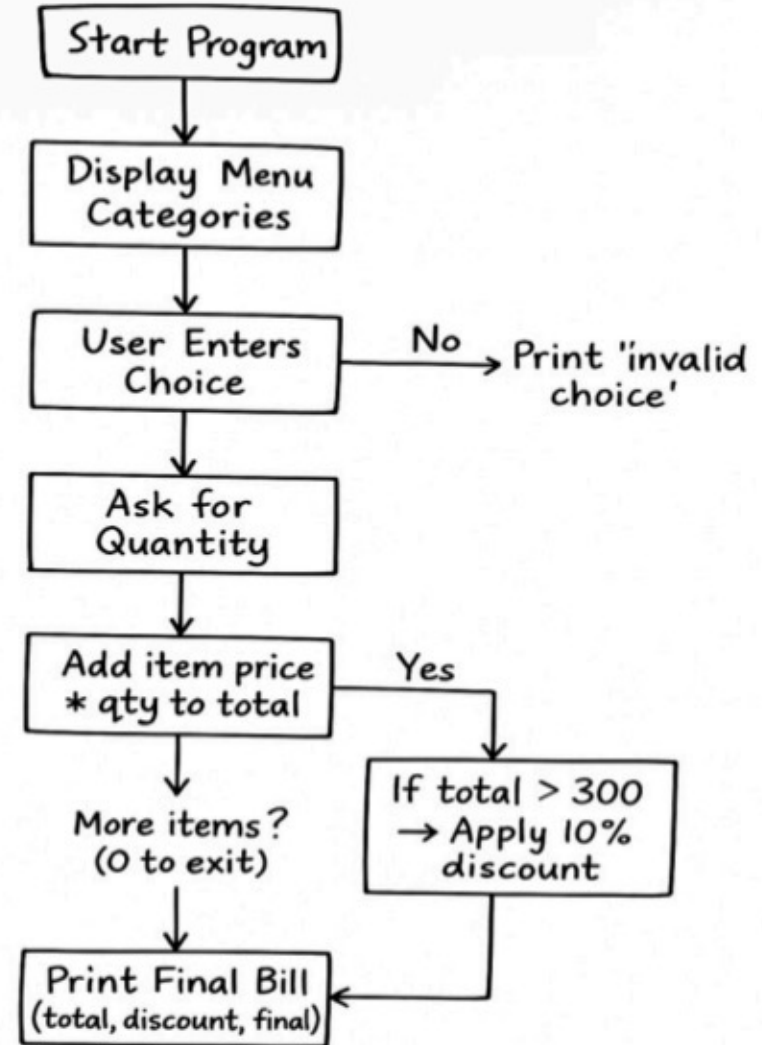 Start Program
Display Menu
Categories
User Enters
Choice
No
Print "invalid
choice'
Ask for
Quantity
Add item price
* qty to total
Yes
If total > 300
→ Apply 10%
discount
More items?
(0 to exit)
Print Final Bill
(total, discount, final)